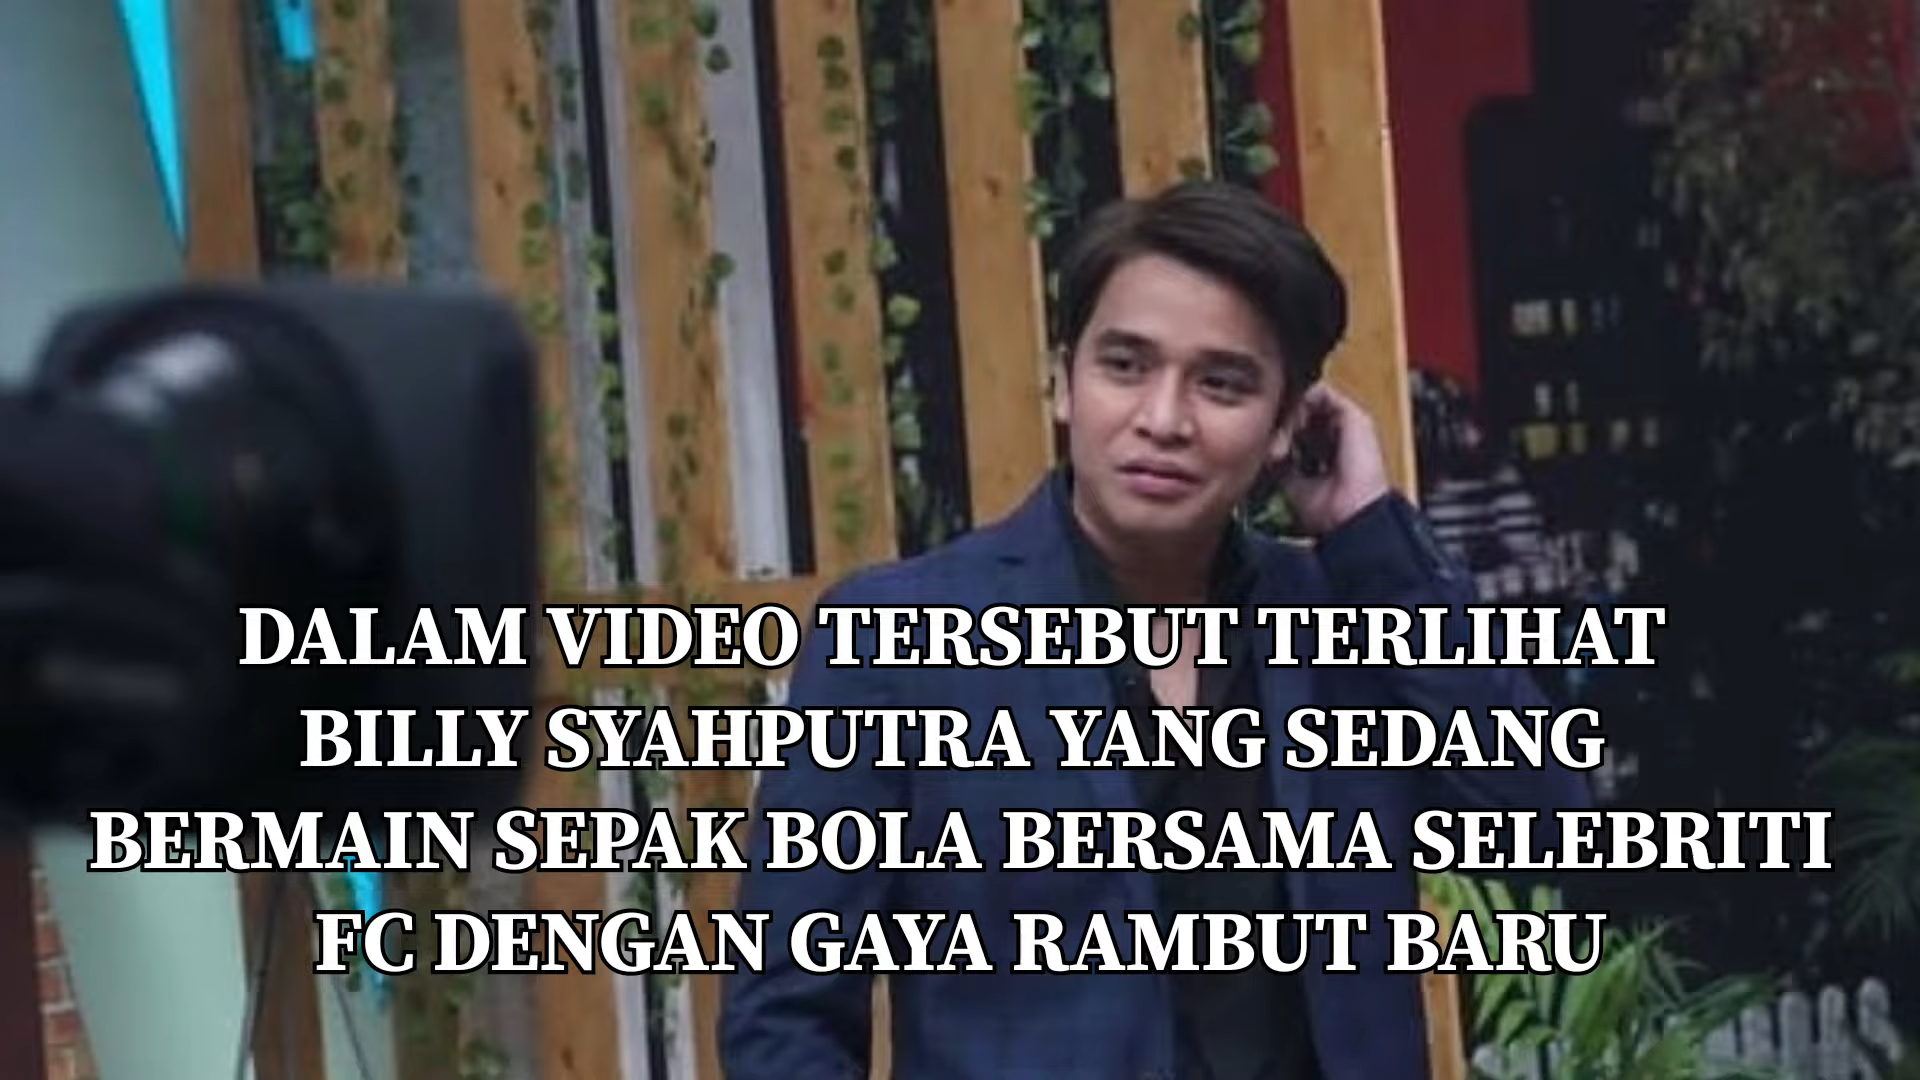 DALAM VIDEO TERSEBUT TERLIHAT
BILLY SYAHPUTRA YANG SEDANG
BERMAIN SEPAK BOLA BERSAMA SELEBRITI
FC DENGAN GAYA RAMBUT BARU